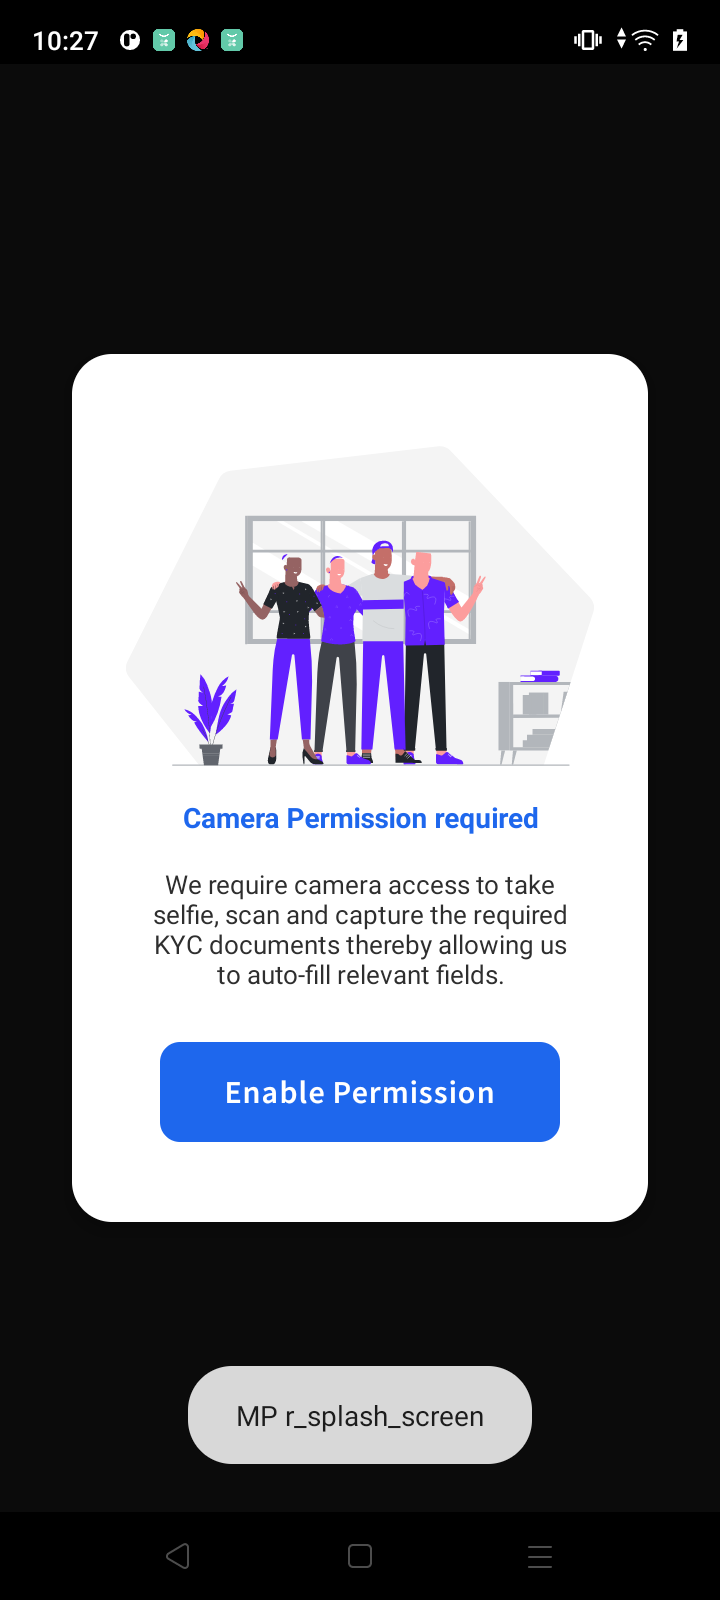 10:27
Camera Permission required
We require camera access to take
selfie, scan and capture the required
KYC documents thereby allowing us
to auto-fill relevant fields.
Enable Permission
MP r_splash_screen